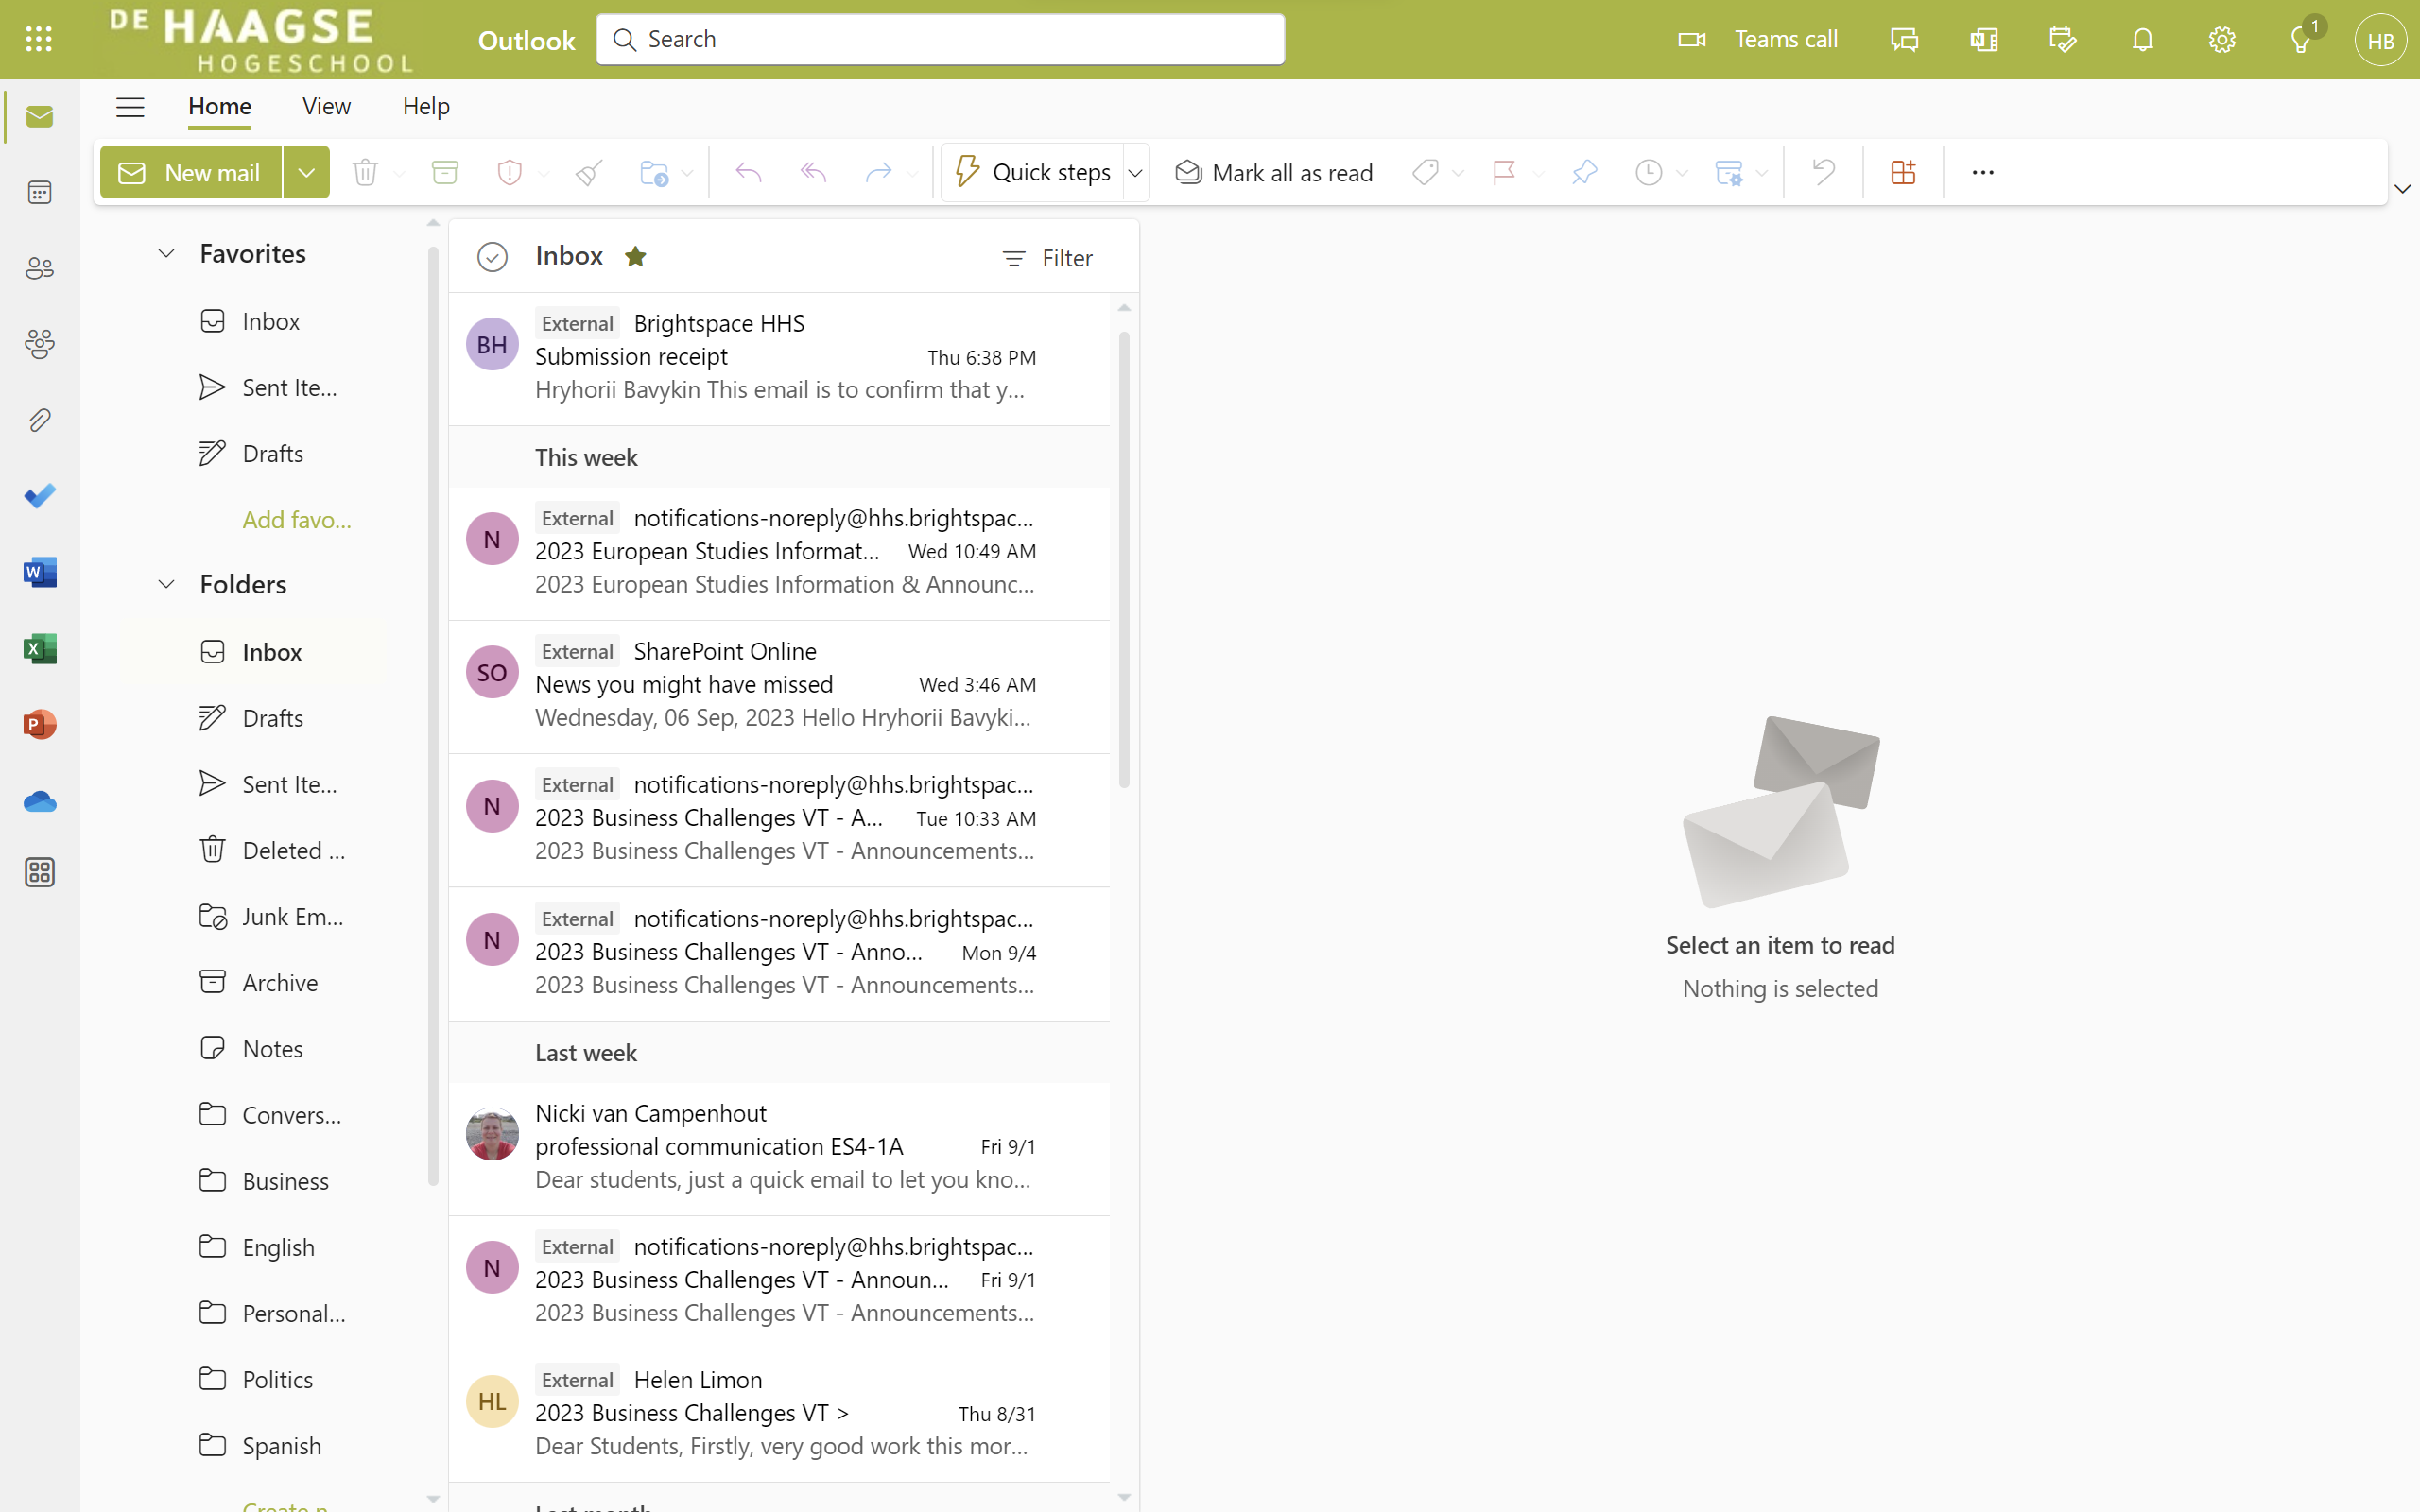 DE HAAGSE
HOGESCHOOL
Outlook
Search
Teams call
1
HB
Home
View
Help
New mail
Quick steps
Mark all as read
Favorites
Inbox
Sent Ite...
Drafts
Add favo...
Folders
Inbox
Drafts
Sent Ite...
Deleted ...
Junk Em...
Archive
Notes
Convers...
Business
English
Personal...
Politics
Spanish
Inbox
Filter
BH
External Brightspace HHS
Submission receipt Thu 6:38 PM
Hryhorii Bavykin This email is to confirm that y...
This week
N
External notifications-noreply@hhs.brightspac...
2023 European Studies Informat... Wed 10:49 AM
2023 European Studies Information & Announc...
SO
External SharePoint Online
News you might have missed Wed 3:46 AM
Wednesday, 06 Sep, 2023 Hello Hryhorii Bavyki...
N
External notifications-noreply@hhs.brightspac...
2023 Business Challenges VT - A... Tue 10:33 AM
2023 Business Challenges VT - Announcements...
N
External notifications-noreply@hhs.brightspac...
2023 Business Challenges VT - Anno... Mon 9/4
2023 Business Challenges VT - Announcements...
Last week
Nicki van Campenhout
professional communication ES4-1A Fri 9/1
Dear students, just a quick email to let you kno...
N
External notifications-noreply@hhs.brightspac...
2023 Business Challenges VT - Announ... Fri 9/1
2023 Business Challenges VT - Announcements...
HL
External Helen Limon
2023 Business Challenges VT > Thu 8/31
Dear Students, Firstly, very good work this mor...
Last month
Select an item to read
Nothing is selected